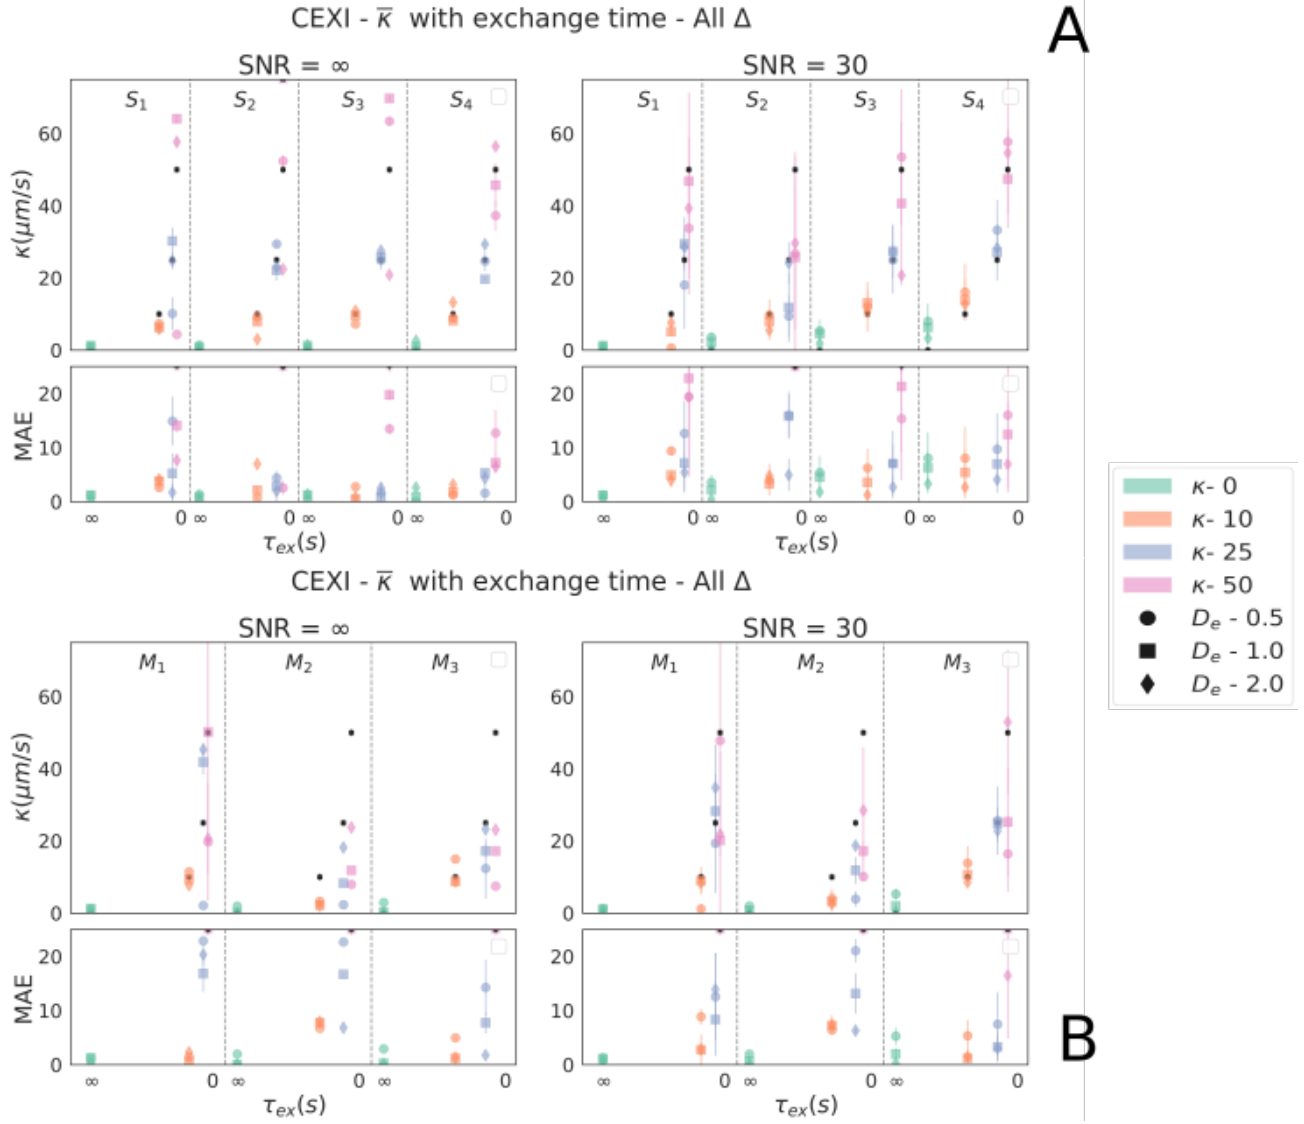 CEXI - κ̅ with exchange time - All Δ
A
SNR = ∞
SNR = 30
S₁ S₂ S₃ S₄
S₁ S₂ S₃ S₄
60
40
20
0
κ(μm/s)
60
40
20
0
20
10
0
MAE
20
10
0
∞ 0 ∞ 0 ∞ 0 ∞ 0
τₑₓ(s)
∞ 0 ∞ 0 ∞ 0 ∞ 0
τₑₓ(s)
κ- 0
κ- 10
κ- 25
κ- 50
Dₑ - 0.5
Dₑ - 1.0
Dₑ - 2.0
CEXI - κ̅ with exchange time - All Δ
SNR = ∞
SNR = 30
M₁ M₂ M₃
M₁ M₂ M₃
60
40
20
0
κ(μm/s)
60
40
20
0
20
10
0
MAE
20
10
0
B
∞ 0 ∞ 0 ∞ 0
τₑₓ(s)
∞ 0 ∞ 0 ∞ 0
τₑₓ(s)